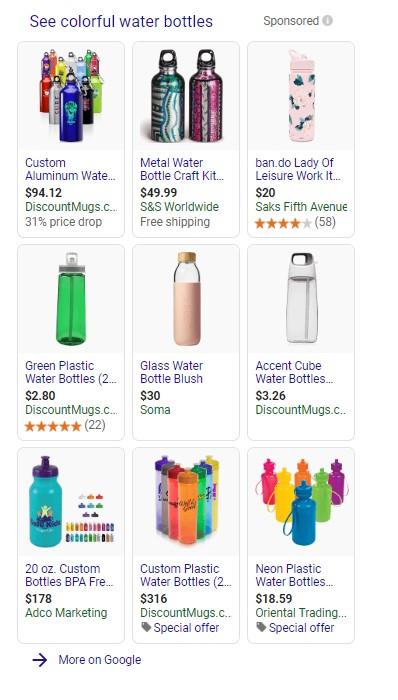 See colorful water bottles
Sponsored
Custom
Aluminum Wate...
$94.12
DiscountMugs.c...
31% price drop
Metal Water
Bottle Craft Kit...
$49.99
S&S Worldwide
Free shipping
ban.do Lady Of
Leisure Work It...
$20
Saks Fifth Avenue
(58)
Green Plastic
Water Bottles (2...
$2.80
DiscountMugs.c...
(22)
Glass Water
Bottle Blush
$30
Soma
Accent Cube
Water Bottles...
$3.26
DiscountMugs.c..
20 oz. Custom
Bottles BPA Fre...
$178
Adco Marketing
Custom Plastic
Water Bottles (2...
$316
DiscountMugs.c...
Special offer
Neon Plastic
Water Bottles...
$18.59
Oriental Trading...
Special offer
More on Google